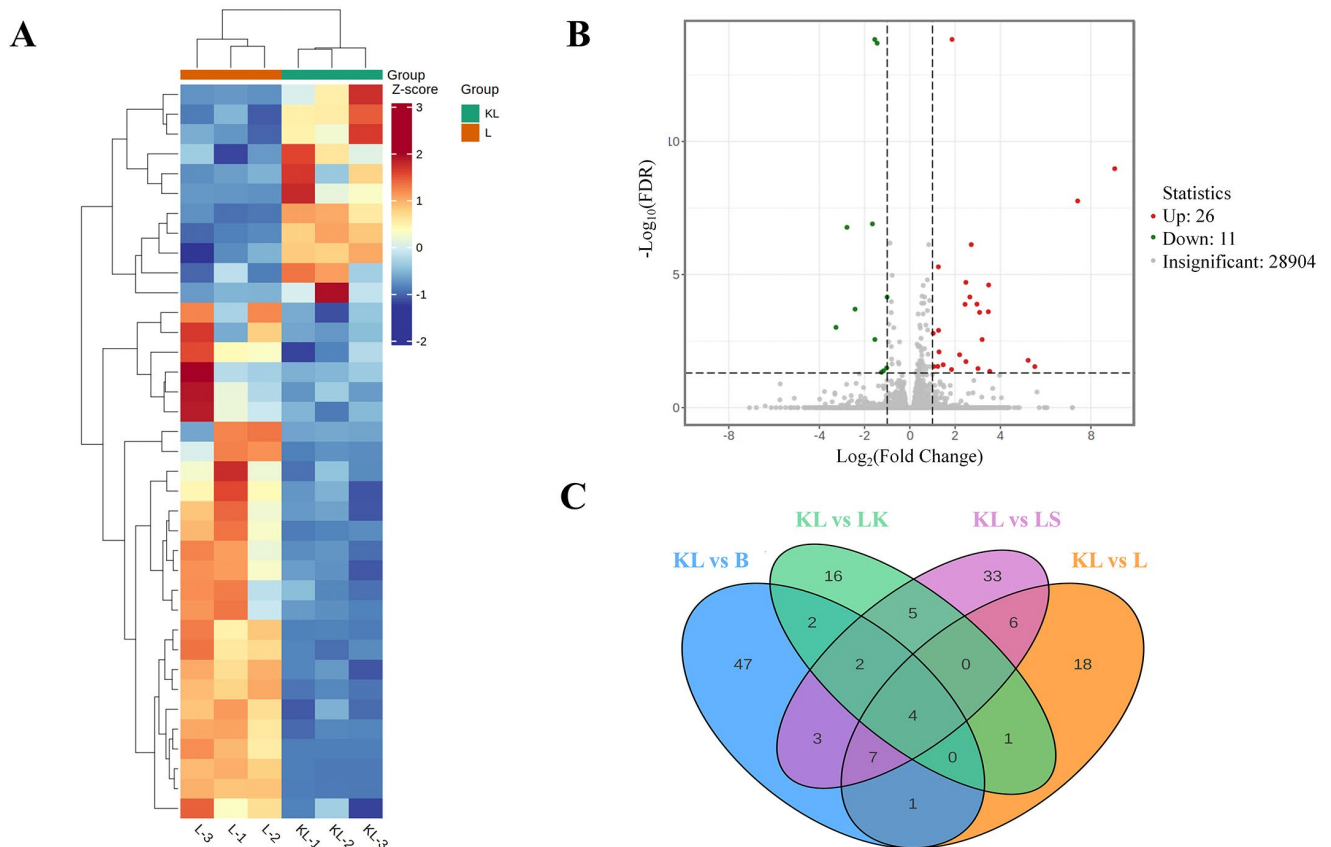 A
Group
Z-score
3
2
1
0
-1
-2
Group
KL
L
L-3
L-1
L-2
KL-1
KL-2
KL-3
B
-Log10(FDR)
10
5
0
-8
-4
-2
0
2
4
8
Log2(Fold Change)
Statistics
Up: 26
Down: 11
Insignificant: 28904
C
KL vs LK
KL vs LS
KL vs B
KL vs L
16
33
2
5
6
47
2
0
18
4
3
7
0
1
1